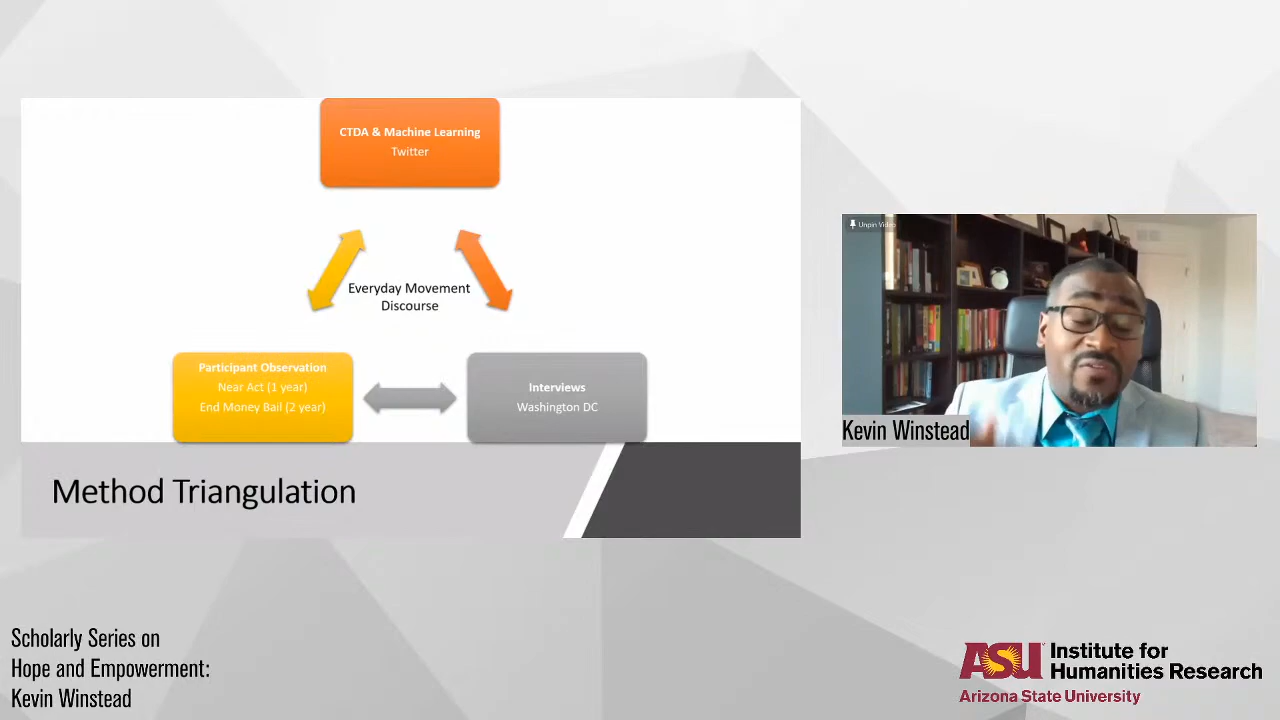 CTDA & Machine Learning
Twitter
Everyday Movement
Discourse
Participant Observation
Near Act (1 year)
End Money Bail (2 year)
Interviews
Washington DC
Method Triangulation
Unpin Video
Kevin Winstead
Scholarly Series on
Hope and Empowerment:
Kevin Winstead
ASU Institute for
Humanities Research
Arizona State University